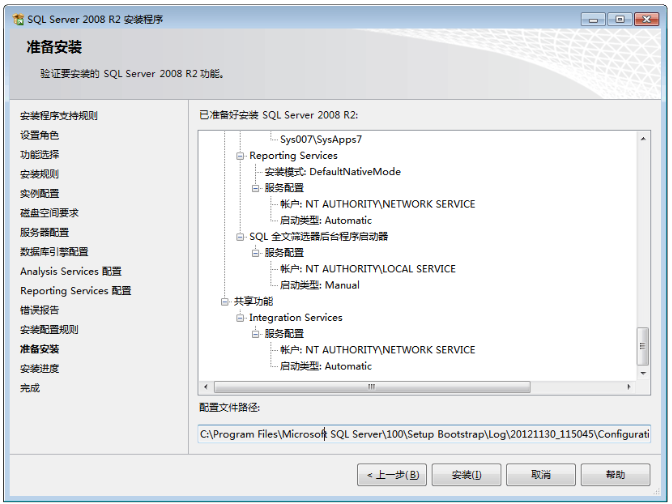 SQL Server 2008 R2 安装程序
准备安装
验证要安装的 SQL Server 2008 R2 功能。
安装程序支持规则
设置角色
功能选择
安装规则
实例配置
磁盘空间要求
服务器配置
数据库引擎配置
Analysis Services 配置
Reporting Services 配置
错误报告
安装配置规则
准备安装
安装进度
完成
已准备好安装 SQL Server 2008 R2:
Sys007\SysApps7
Reporting Services
安装模式: DefaultNativeMode
服务配置
帐户: NT AUTHORITY\NETWORK SERVICE
启动类型: Automatic
SQL 全文筛选器后台程序启动器
服务配置
帐户: NT AUTHORITY\LOCAL SERVICE
启动类型: Manual
共享功能
Integration Services
服务配置
帐户: NT AUTHORITY\NETWORK SERVICE
启动类型: Automatic
配置文件路径:
C:\Program Files\Microsoft SQL Server\100\Setup Bootstrap\Log\20121130_115045\Configurati
< 上一步(B)
安装(I)
取消
帮助